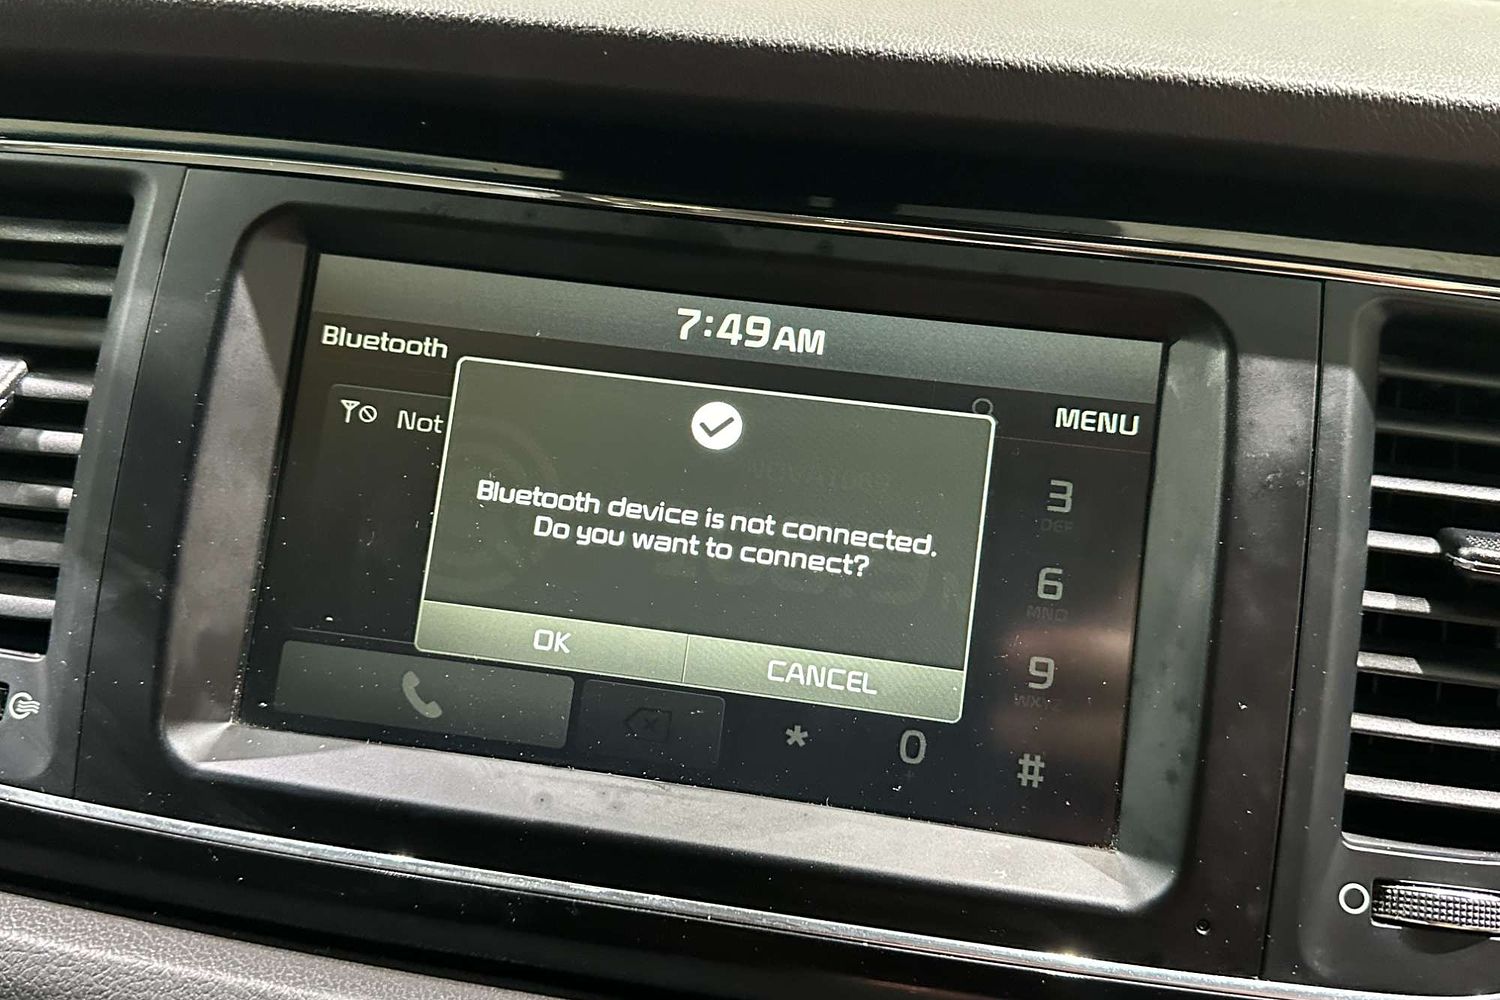 7:49AM
Bluetooth
MENU
Not
Bluetooth device is not connected.
Do you want to connect?
OK
CANCEL
3
DEF
6
MNO
9
WXYZ
*
0
+
#